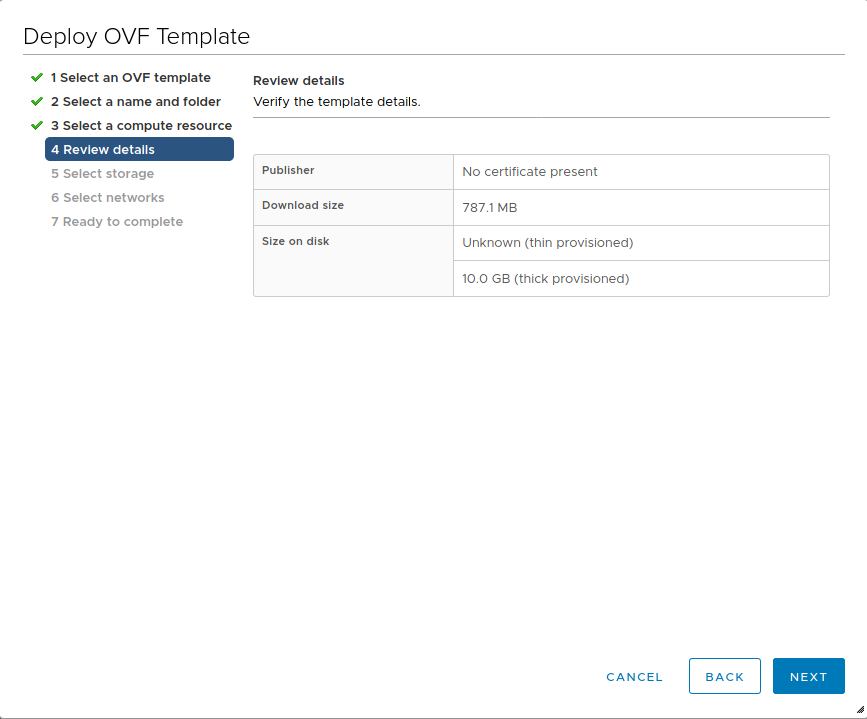 Deploy OVF Template
1 Select an OVF template
2 Select a name and folder
3 Select a compute resource
4 Review details
5 Select storage
6 Select networks
7 Ready to complete
Review details
Verify the template details.
Publisher
No certificate present
Download size
787.1 MB
Size on disk
Unknown (thin provisioned)
10.0 GB (thick provisioned)
CANCEL
BACK
NEXT